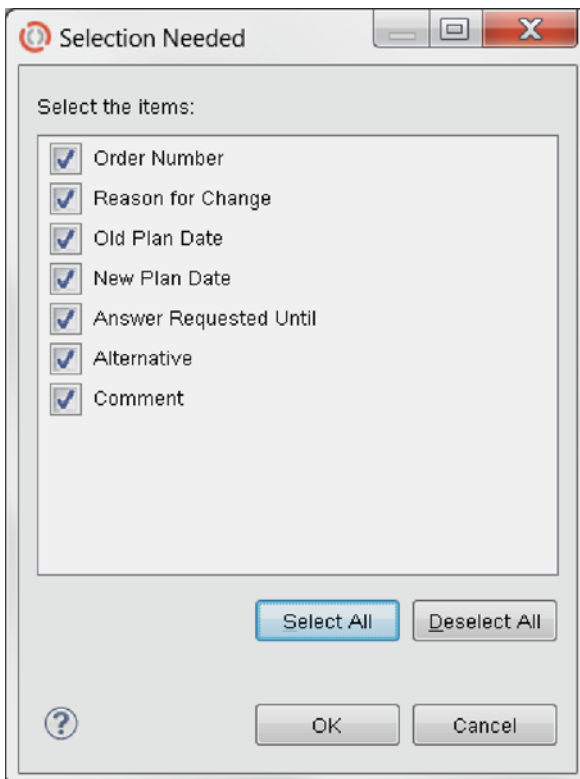 Selection Needed
Select the items:
Order Number
Reason for Change
Old Plan Date
New Plan Date
Answer Requested Until
Alternative
Comment
Select All Deselect All
? OK Cancel